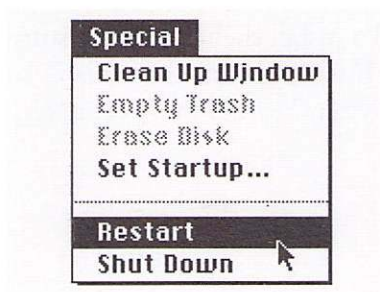 Special
Clean Up Window
Empty Trash
Erase Disk
Set Startup...
Restart
Shut Down